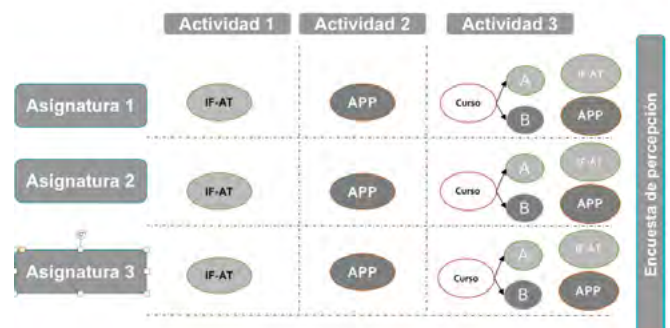 Actividad 1
Actividad 2
Actividad 3
Asignatura 1
IF-AT
APP
Curso
A
B
IF-AT
APP
Asignatura 2
IF-AT
APP
Curso
A
B
IF-AT
APP
Asignatura 3
IF-AT
APP
Curso
A
B
IF-AT
APP
Encuesta de percepción